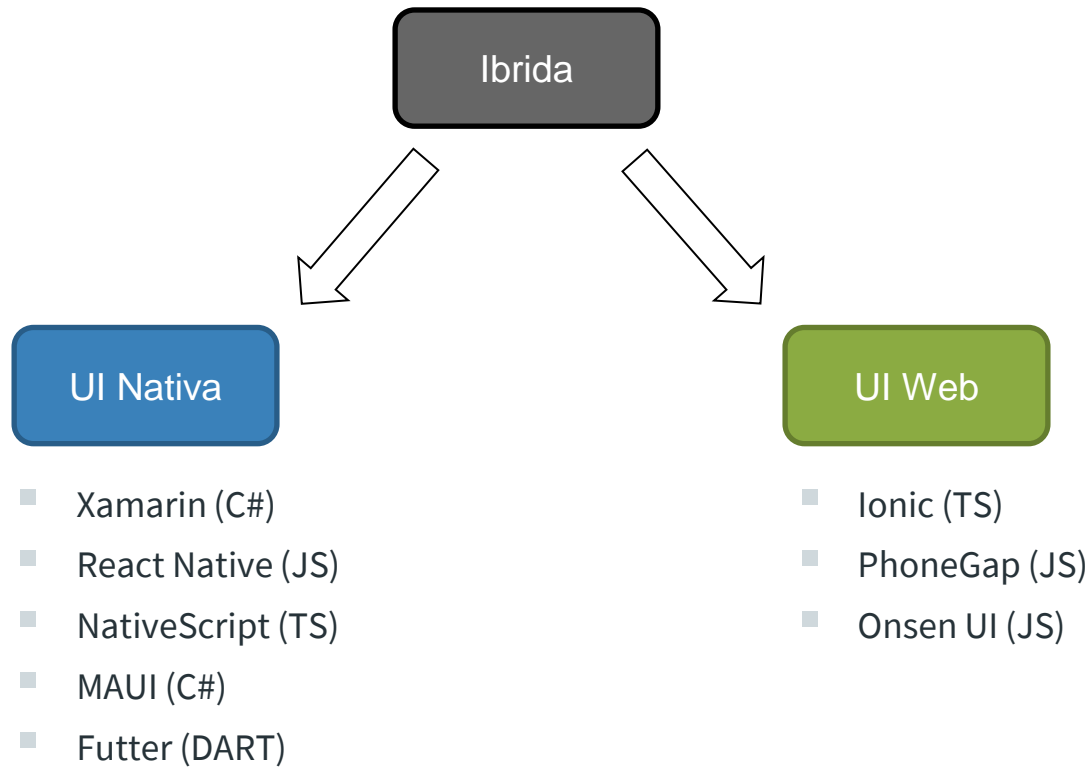 Ibrida
UI Nativa
Xamarin (C#)
React Native (JS)
NativeScript (TS)
MAUI (C#)
Futter (DART)
UI Web
Ionic (TS)
PhoneGap (JS)
Onsen UI (JS)